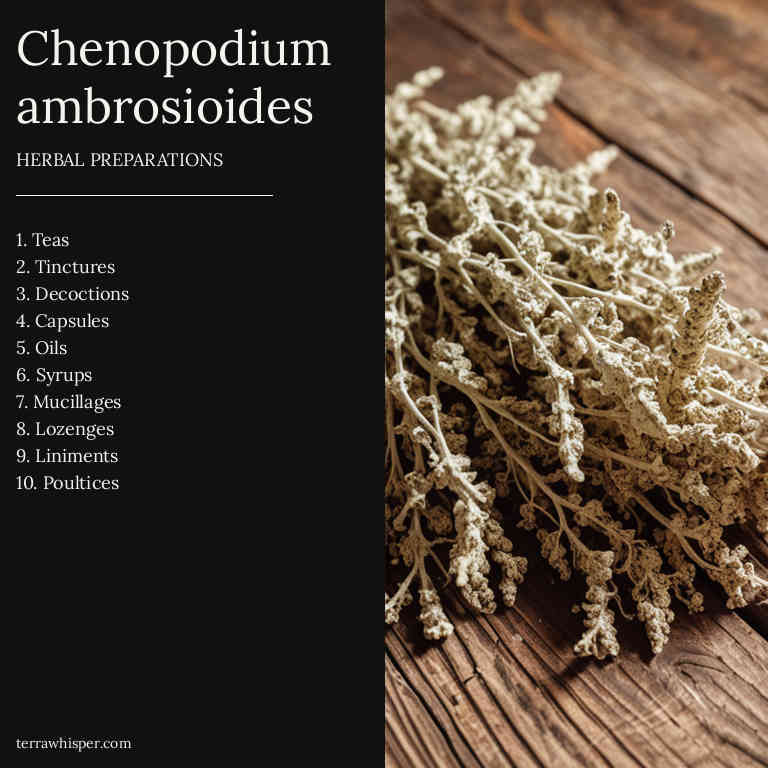 Chenopodium
ambrosioides
HERBAL PREPARATIONS
1. Teas
2. Tinctures
3. Decoctions
4. Capsules
5. Oils
6. Syrups
7. Mucillages
8. Lozenges
9. Liniments
10. Poultices
terrawhisper.com